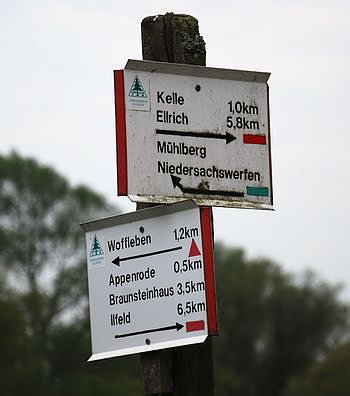 Kelle 1,0km
Ellrich 5,8km
Mühlberg
Niedersachswerfen
Woffleben 1,2km
Appenrode 0,5km
Braunsteinhaus 3,5km
Ilfeld 6,5km